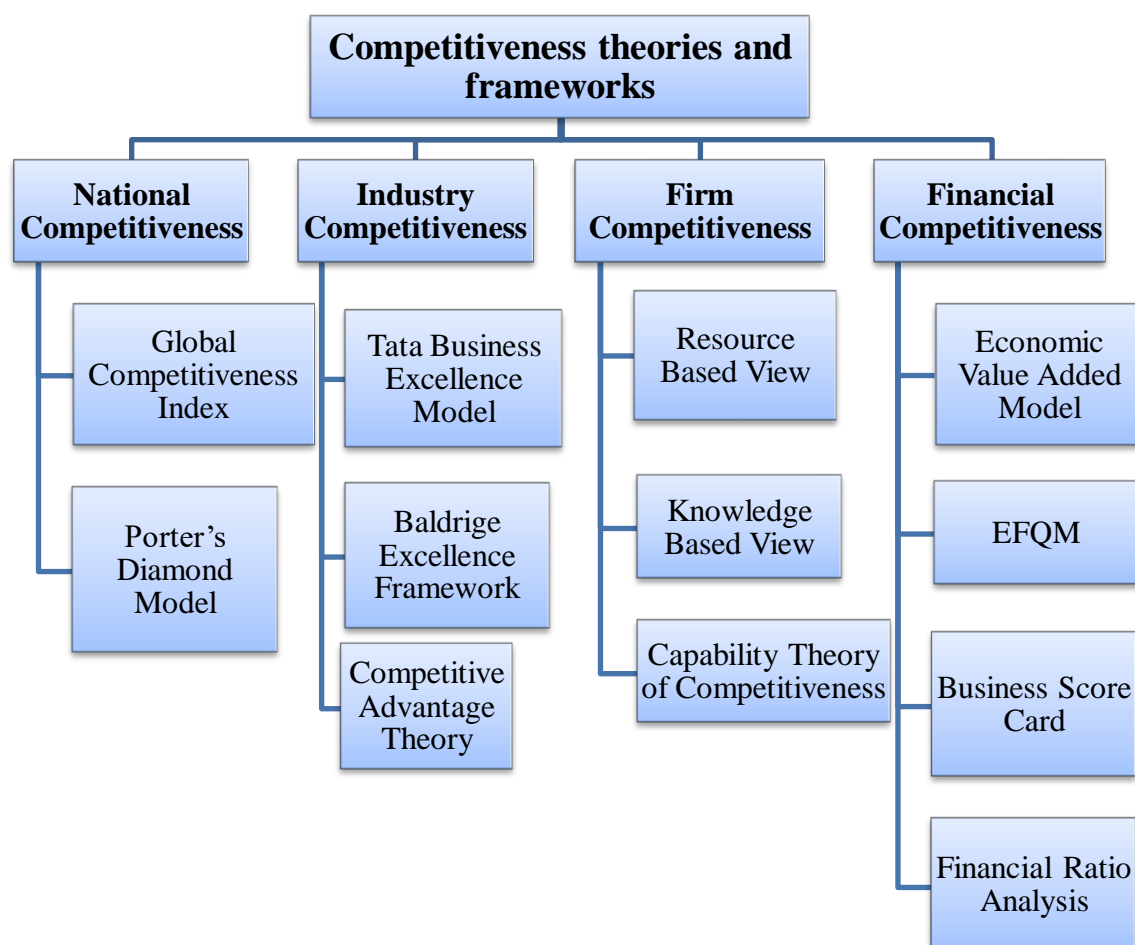 Competitiveness theories and
frameworks
National
Competitiveness
Industry
Competitiveness
Firm
Competitiveness
Financial
Competitiveness
Global
Competitiveness
Index
Porter’s
Diamond
Model
Tata Business
Excellence
Model
Baldrige
Excellence
Framework
Competitive
Advantage
Theory
Resource
Based View
Knowledge
Based View
Capability Theory
of Competitiveness
Economic
Value Added
Model
EFQM
Business Score
Card
Financial Ratio
Analysis